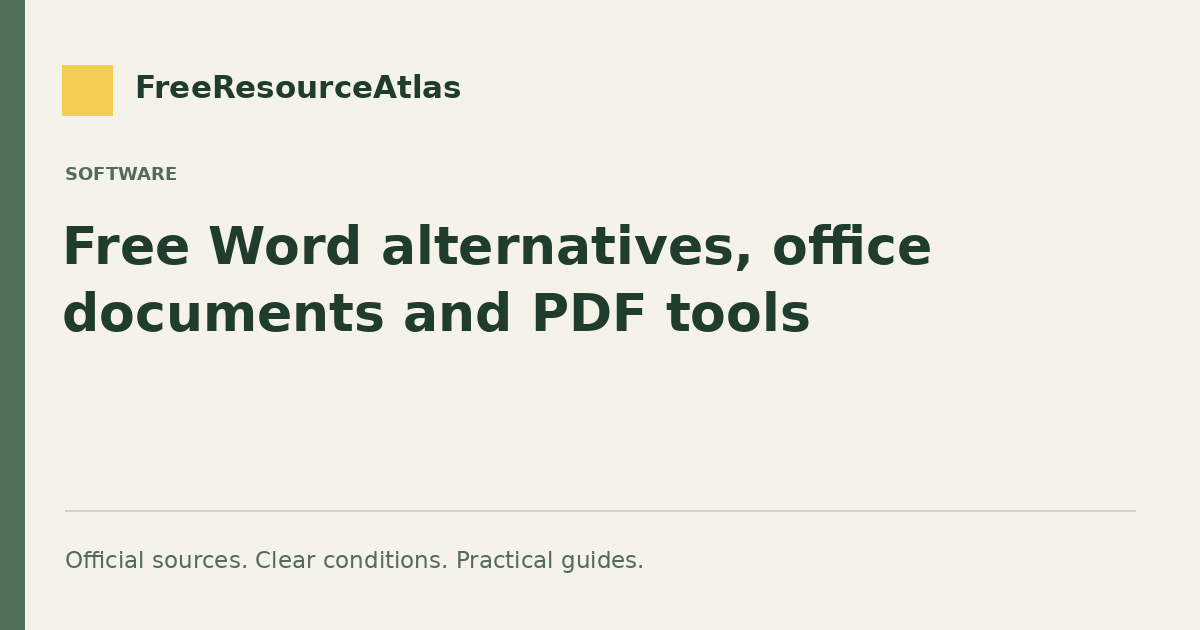 FreeResourceAtlas
SOFTWARE
Free Word alternatives, office
documents and PDF tools
Official sources. Clear conditions. Practical guides.